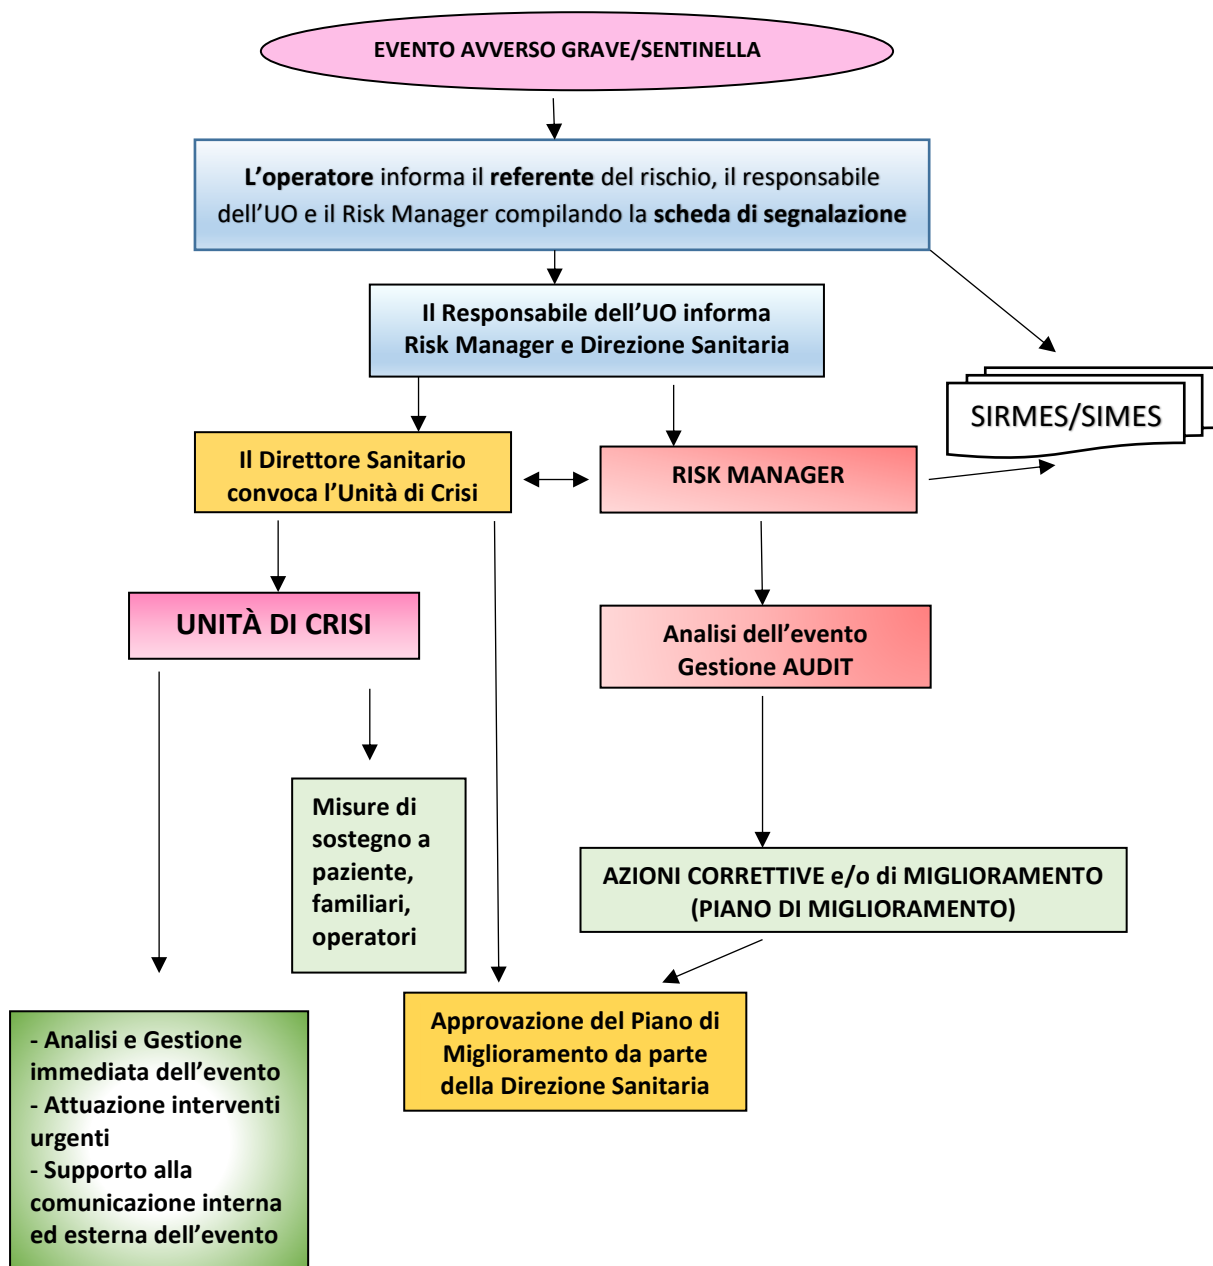 EVENTO AVVERSO GRAVE/SENTINELLA
L’operatore informa il referente del rischio, il responsabile
dell’UO e il Risk Manager compilando la scheda di segnalazione
Il Responsabile dell’UO informa
Risk Manager e Direzione Sanitaria
SIRMES/SIMES
Il Direttore Sanitario
convoca l’Unità di Crisi
RISK MANAGER
UNITÀ DI CRISI
Analisi dell’evento
Gestione AUDIT
Misure di
sostegno a
paziente,
familiari,
operatori
AZIONI CORRETTIVE e/o di MIGLIORAMENTO
(PIANO DI MIGLIORAMENTO)
Approvazione del Piano di
Miglioramento da parte
della Direzione Sanitaria
- Analisi e Gestione
immediata dell’evento
- Attuazione interventi
urgenti
- Supporto alla
comunicazione interna
ed esterna dell’evento